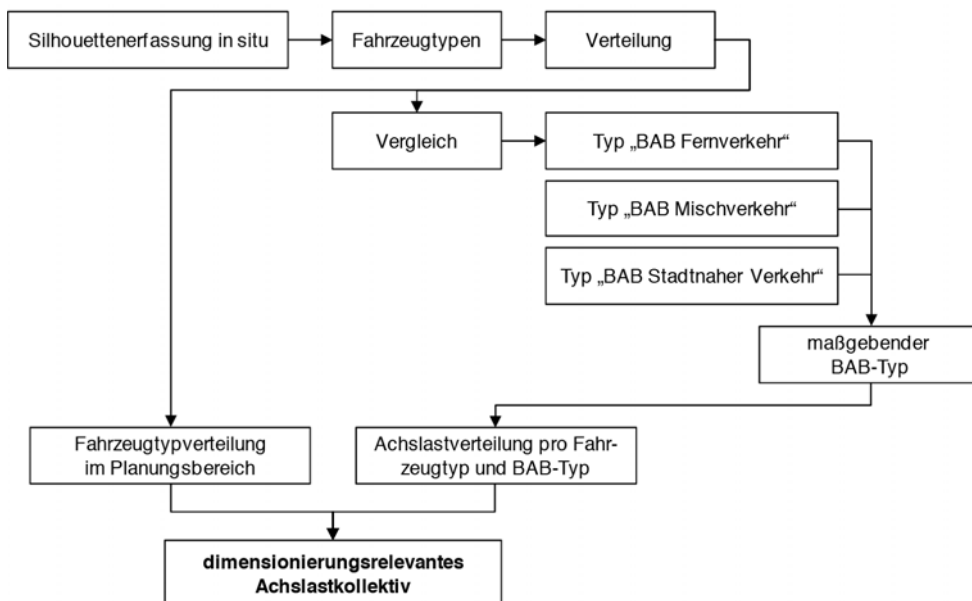 Silhouettenerfassung in situ
Fahrzeugtypen
Verteilung
Vergleich
Typ „BAB Fernverkehr“
Typ „BAB Mischverkehr“
Typ „BAB Stadtnaher Verkehr“
maßgebender
BAB-Typ
Fahrzeugtypverteilung
im Planungsbereich
Achslastverteilung pro Fahr-
zeugtyp und BAB-Typ
dimensionierungsrelevantes
Achslastkollektiv